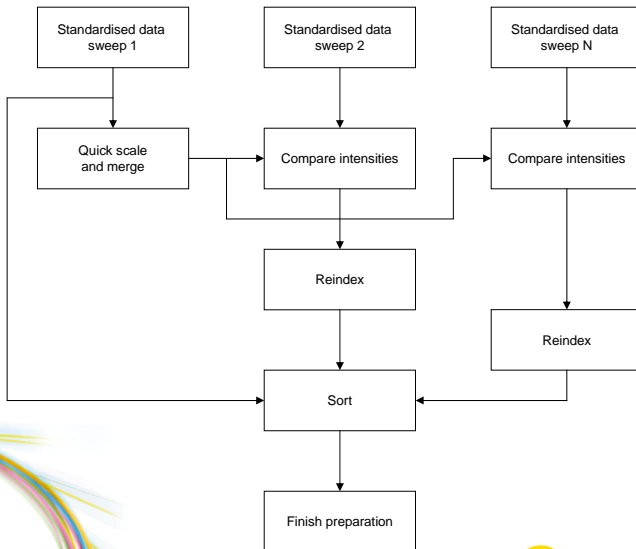 Standardised data
sweep 1
Standardised data
sweep 2
Standardised data
sweep N
Quick scale
and merge
Compare intensities
Compare intensities
Reindex
Reindex
Sort
Finish preparation